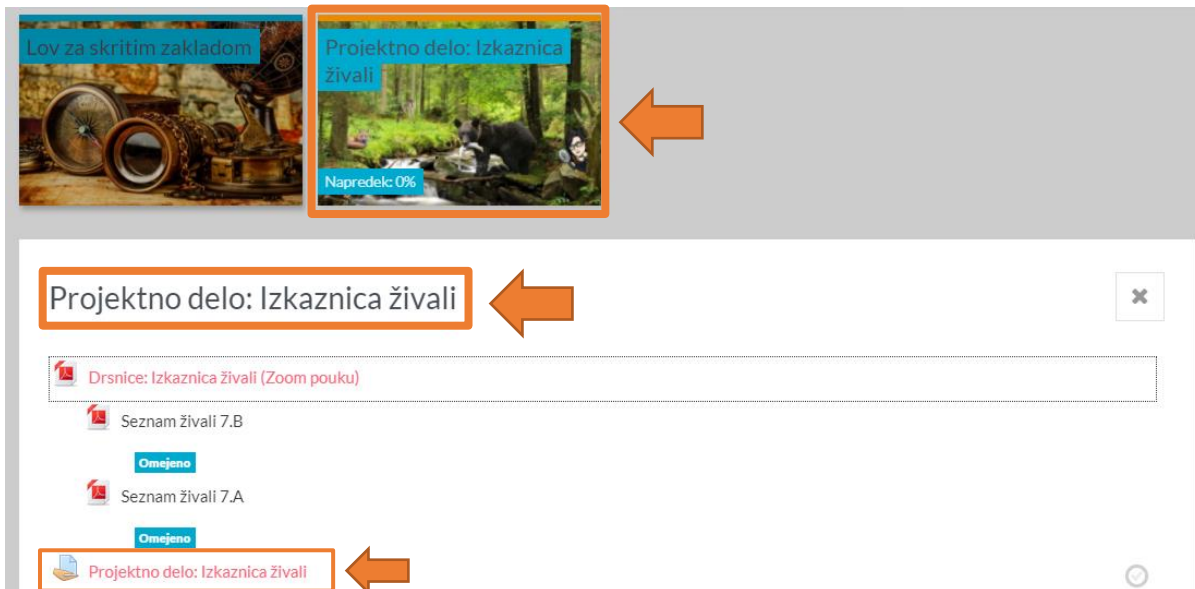 Lov za skritim zakladom
Projektno delo: Izkaznica
živali
Napredek: 0%
Projektno delo: Izkaznica živali
Drsnice: Izkaznica živali (Zoom pouku)
Seznam živali 7.B
Omejeno
Seznam živali 7.A
Omejeno
Projektno delo: Izkaznica živali